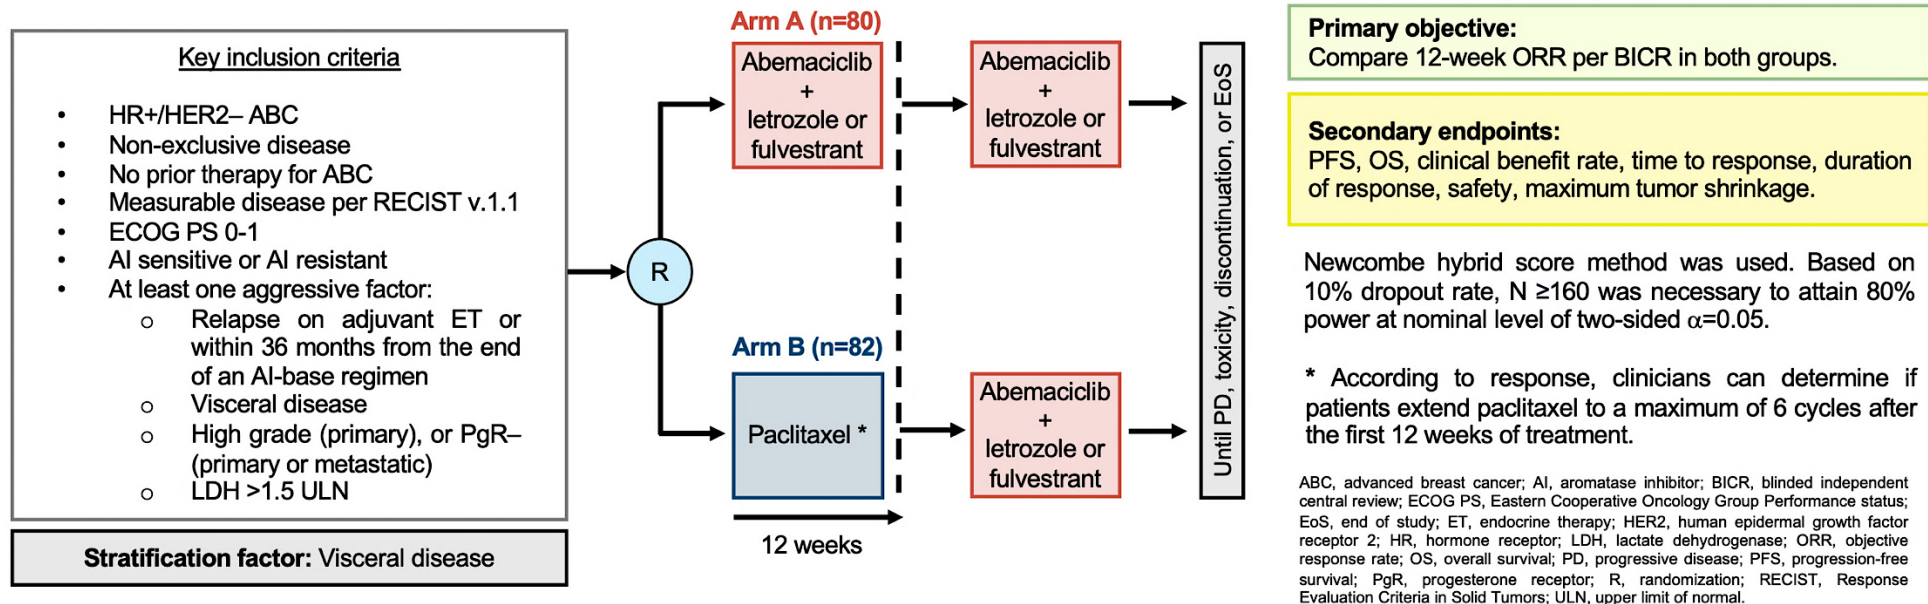 Key inclusion criteria
• HR+/HER2– ABC
• Non-exclusive disease
• No prior therapy for ABC
• Measurable disease per RECIST v.1.1
• ECOG PS 0-1
• AI sensitive or AI resistant
• At least one aggressive factor:
o Relapse on adjuvant ET or
within 36 months from the end
of an AI-base regimen
o Visceral disease
o High grade (primary), or PgR–
(primary or metastatic)
o LDH >1.5 ULN
Stratification factor: Visceral disease
R
Arm A (n=80)
Abemaciclib
+
letrozole or
fulvestrant
Abemaciclib
+
letrozole or
fulvestrant
Arm B (n=82)
Paclitaxel *
Abemaciclib
+
letrozole or
fulvestrant
12 weeks
Until PD, toxicity, discontinuation, or EoS
Primary objective:
Compare 12-week ORR per BICR in both groups.
Secondary endpoints:
PFS, OS, clinical benefit rate, time to response, duration
of response, safety, maximum tumor shrinkage.
Newcombe hybrid score method was used. Based on
10% dropout rate, N ≥160 was necessary to attain 80%
power at nominal level of two-sided α=0.05.
* According to response, clinicians can determine if
patients extend paclitaxel to a maximum of 6 cycles after
the first 12 weeks of treatment.
ABC, advanced breast cancer; AI, aromatase inhibitor; BICR, blinded independent
central review; ECOG PS, Eastern Cooperative Oncology Group Performance status;
EoS, end of study; ET, endocrine therapy; HER2, human epidermal growth factor
receptor 2; HR, hormone receptor; LDH, lactate dehydrogenase; ORR, objective
response rate; OS, overall survival; PD, progressive disease; PFS, progression-free
survival; PgR, progesterone receptor; R, randomization; RECIST, Response
Evaluation Criteria in Solid Tumors; ULN, upper limit of normal.